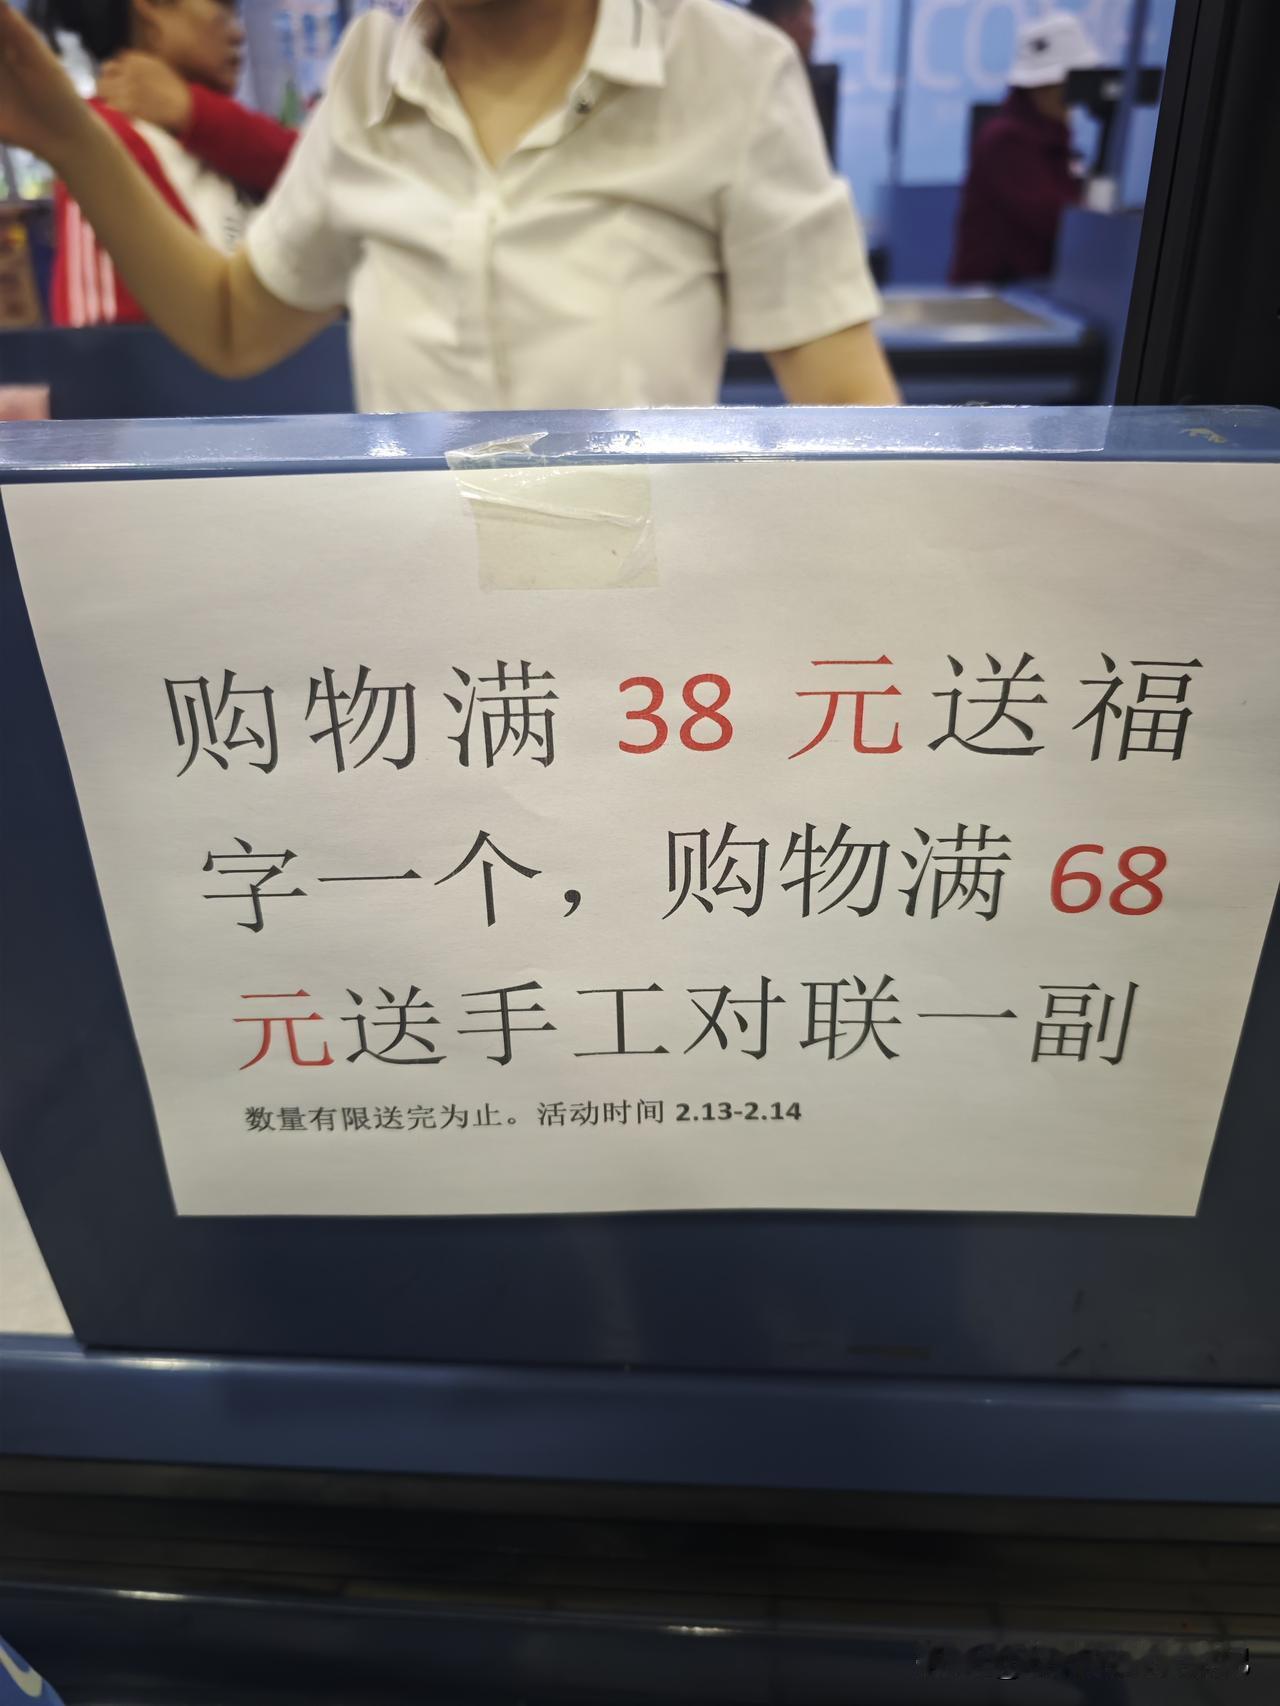 WELCOME
购物满 38 元送福
字一个，购物满 68
元送手工对联一副
数量有限送完为止。活动时间 2.13-2.14